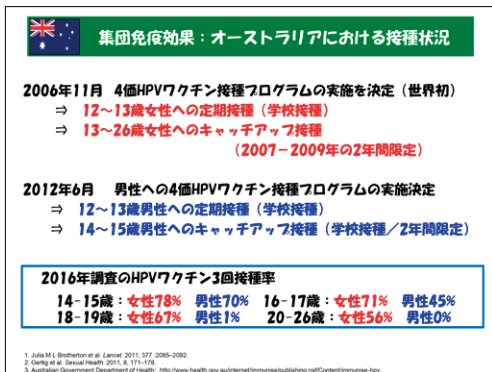 集団免疫効果：オーストラリアにおける接種状況
2006年11月 4価HPVワクチン接種プログラムの実施を決定（世界初）
⇒ 12～13歳女性への定期接種（学校接種）
⇒ 13～26歳女性へのキャッチアップ接種
（2007－2009年の2年間限定）
2012年6月 男性への4価HPVワクチン接種プログラムの実施決定
⇒ 12～13歳男性への定期接種（学校接種）
⇒ 14～15歳男性へのキャッチアップ接種（学校接種／2年間限定）
2016年調査のHPVワクチン3回接種率
14-15歳：女性78% 男性70% 16-17歳：女性71% 男性45%
18-19歳：女性67% 男性1% 20-26歳：女性56% 男性0%
1. Julia M L Brotherton et al. Lancet 2011; 377 :2085–2092.
2. Gertig et al. Sexual Health. 2011, 8, 171–178.
3. Australian Government Department of Health: http://www.health.gov.au/internet/immunise/publishing.nsf/Content/immunise-hpv